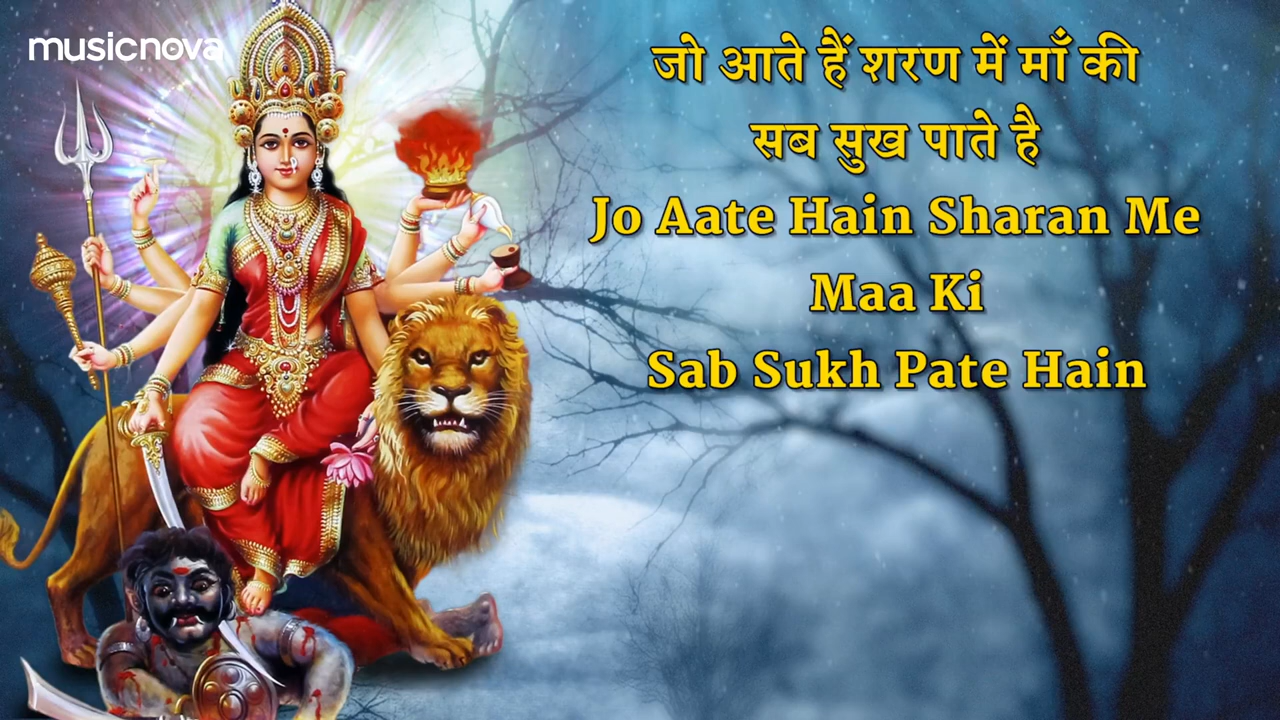 musicnova
जो आते हैं शरण में माँ की
सब सुख पाते है
Jo Aate Hain Sharan Me
Maa Ki
Sab Sukh Pate Hain